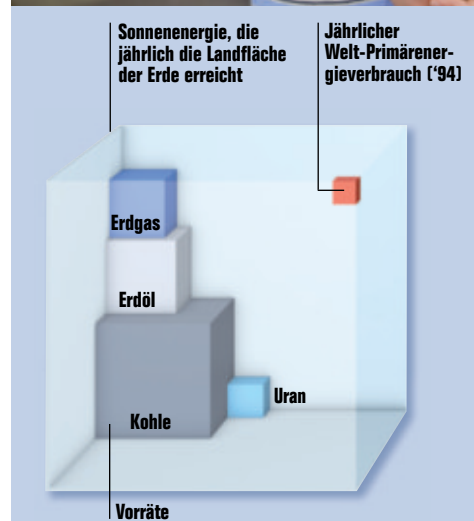 Sonnenenergie, die
jährlich die Landfläche
der Erde erreicht
Jährlicher
Welt-Primärener-
gieverbrauch (‘94)
Erdgas
Erdöl
Kohle
Uran
Vorräte